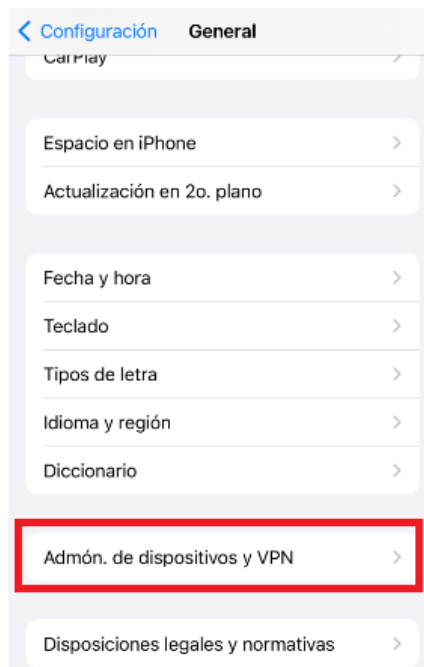 Configuración General
CarPlay
Espacio en iPhone
Actualización en 2o. plano
Fecha y hora
Teclado
Tipos de letra
Idioma y región
Diccionario
Admón. de dispositivos y VPN
Disposiciones legales y normativas